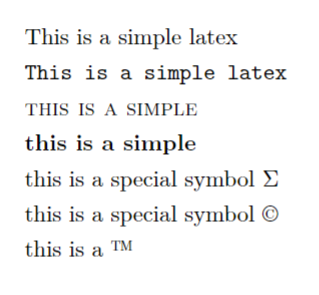 This is a simple latex
This is a simple latex
THIS IS A SIMPLE
this is a simple
this is a special symbol Σ
this is a special symbol ©
this is a ™